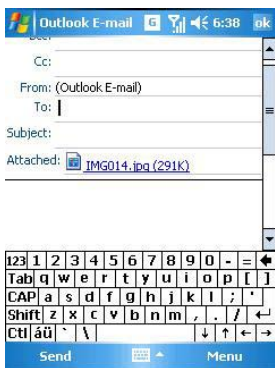 Outlook E-mail G 6:38 ok
Cc:
From: (Outlook E-mail)
To:
Subject:
Attached: IMG014.jpg (291K)
123 1 2 3 4 5 6 7 8 9 0 - =
Tab q w e r t y u i o p [ ]
CAP a s d f g h j k l ; '
Shift z x c v b n m , . /
Ctl áü ` \
Send Menu